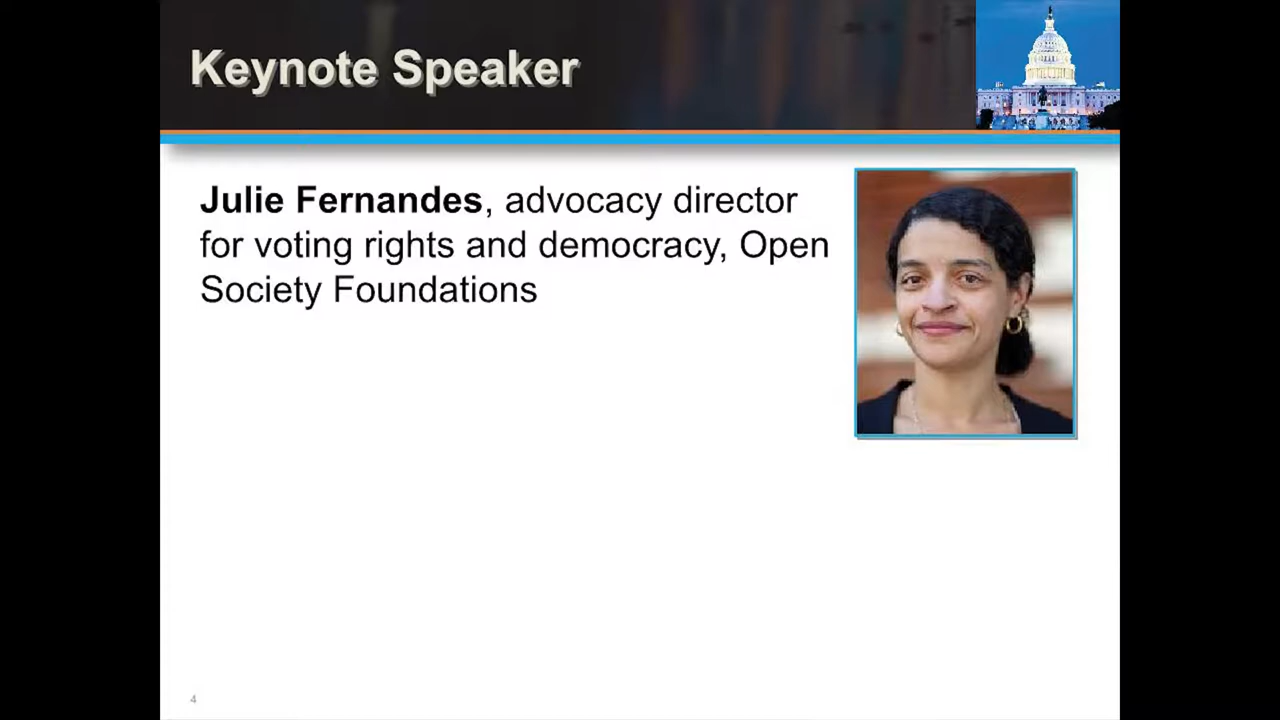 Keynote Speaker
Julie Fernandes, advocacy director
for voting rights and democracy, Open
Society Foundations
4